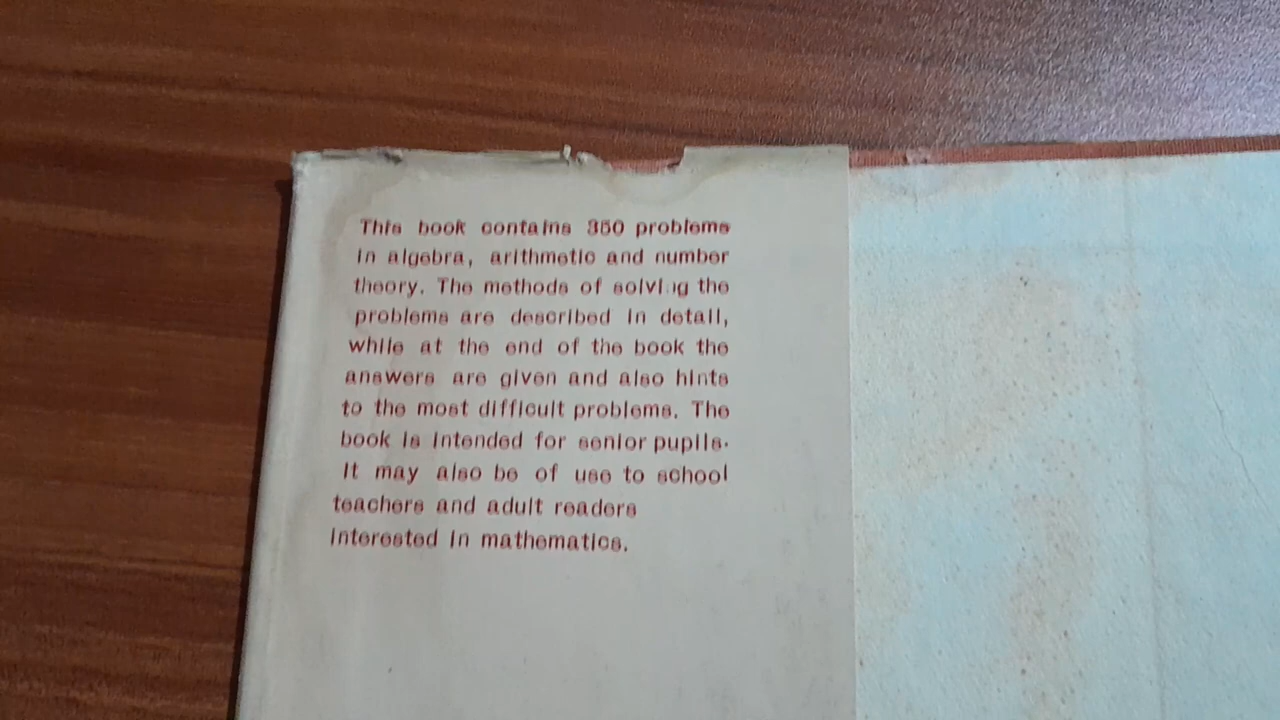 This book contains 350 problems
in algebra, arithmetic and number
theory. The methods of solving the
problems are described in detail,
while at the end of the book the
answers are given and also hints
to the most difficult problems. The
book is intended for senior pupils.
It may also be of use to school
teachers and adult readers
interested in mathematics.